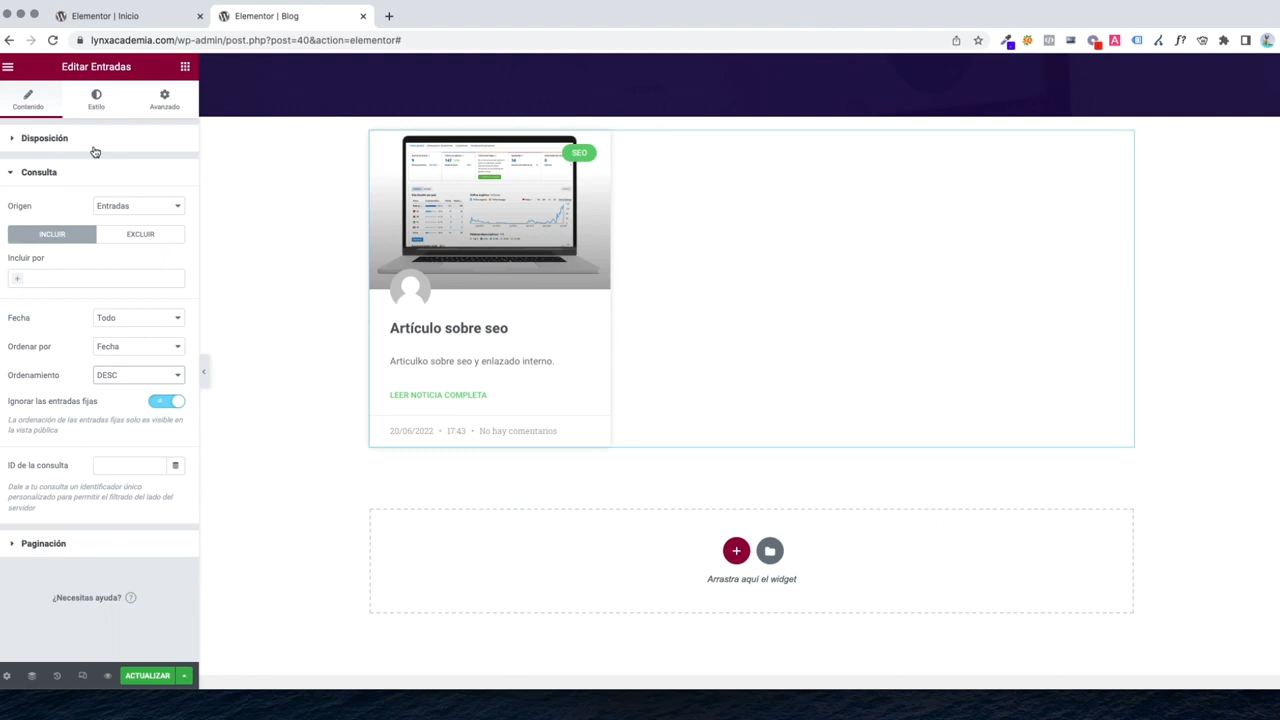 Elementor | Inicio
Elementor | Blog
lynxacademia.com/wp-admin/post.php?post=40&action=elementor#
Editar Entradas
Contenido
Estilo
Avanzado
Disposición
Consulta
Origen
Entradas
INCLUIR
EXCLUIR
Incluir por
Fecha
Todo
Ordenar por
Fecha
Ordenamiento
DESC
Ignorar las entradas fijas
La ordenación de las entradas fijas solo es visible en
la vista pública
ID de la consulta
Dale a tu consulta un identificador único
personalizado para permitir el filtrado del lado del
servidor
Paginación
¿Necesitas ayuda?
ACTUALIZAR
SEO
Artículo sobre seo
Articulko sobre seo y enlazado interno.
LEER NOTICIA COMPLETA
20/06/2022 • 17:43 • No hay comentarios
Arrastra aquí el widget